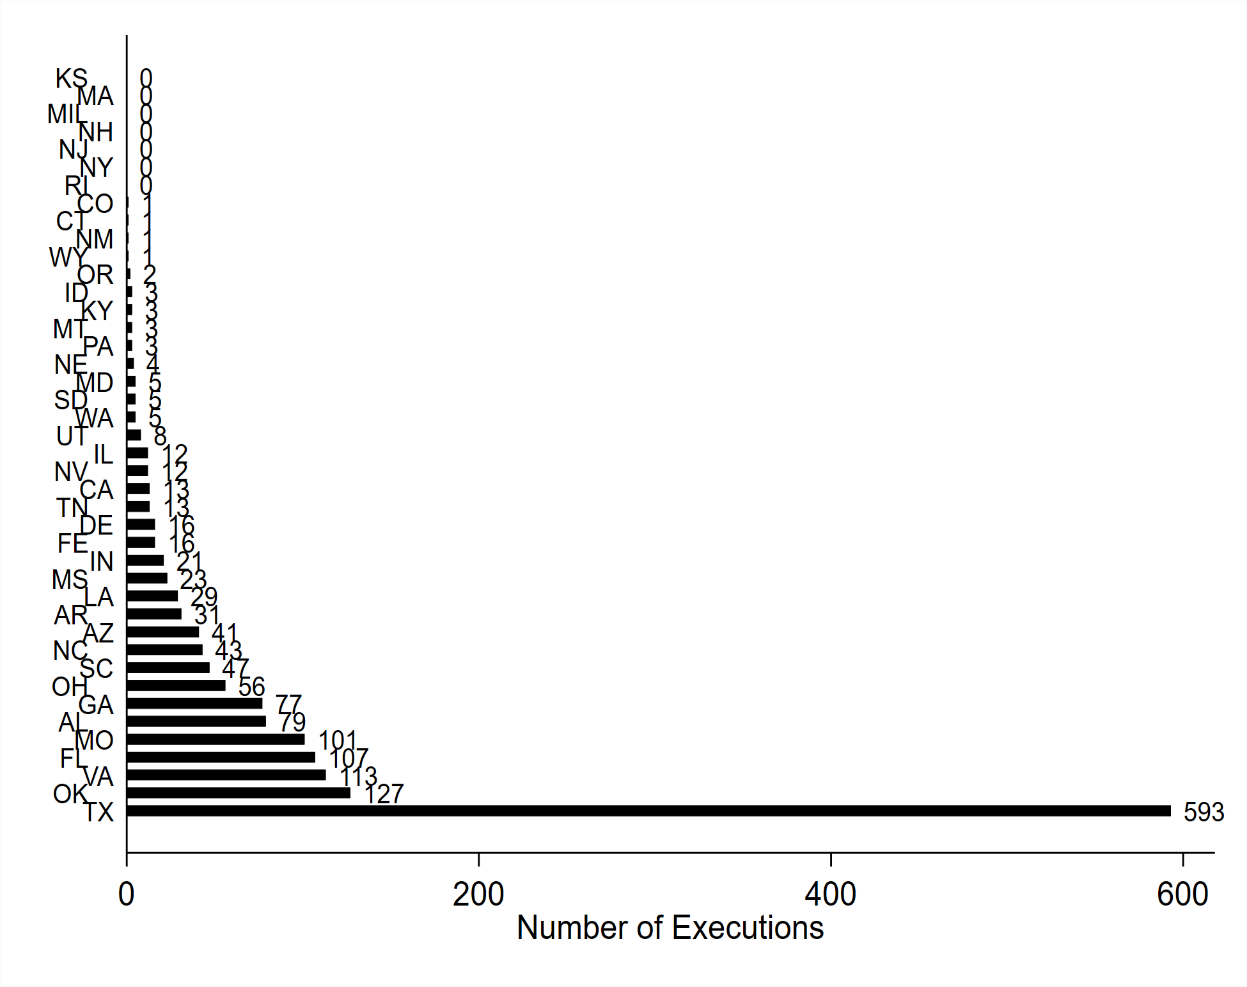 KS 0
MA 0
MIL 0
NH 0
NJ 0
NY 0
RI 0
CO 1
CT 1
NM 1
WY 1
OR 2
ID 3
KY 3
MT 3
PA 3
NE 4
MD 5
SD 5
WA 5
UT 8
IL 12
NV 12
CA 13
TN 13
DE 16
FE 16
IN 21
MS 23
LA 29
AR 31
AZ 41
NC 43
SC 47
OH 56
GA 77
AL 79
MO 101
FL 107
VA 113
OK 127
TX 593
0 200 400 600
Number of Executions